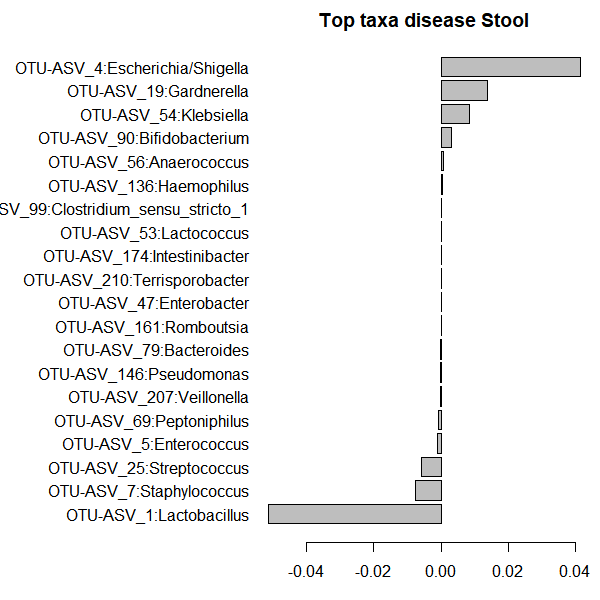 Top taxa disease Stool
OTU-ASV_4:Escherichia/Shigella
OTU-ASV_19:Gardnerella
OTU-ASV_54:Klebsiella
OTU-ASV_90:Bifidobacterium
OTU-ASV_56:Anaerococcus
OTU-ASV_136:Haemophilus
SV_99:Clostridium_sensu_stricto_1
OTU-ASV_53:Lactococcus
OTU-ASV_174:Intestinibacter
OTU-ASV_210:Terrisporobacter
OTU-ASV_47:Enterobacter
OTU-ASV_161:Romboutsia
OTU-ASV_79:Bacteroides
OTU-ASV_146:Pseudomonas
OTU-ASV_207:Veillonella
OTU-ASV_69:Peptoniphilus
OTU-ASV_5:Enterococcus
OTU-ASV_25:Streptococcus
OTU-ASV_7:Staphylococcus
OTU-ASV_1:Lactobacillus
-0.04 -0.02 0.00 0.02 0.04